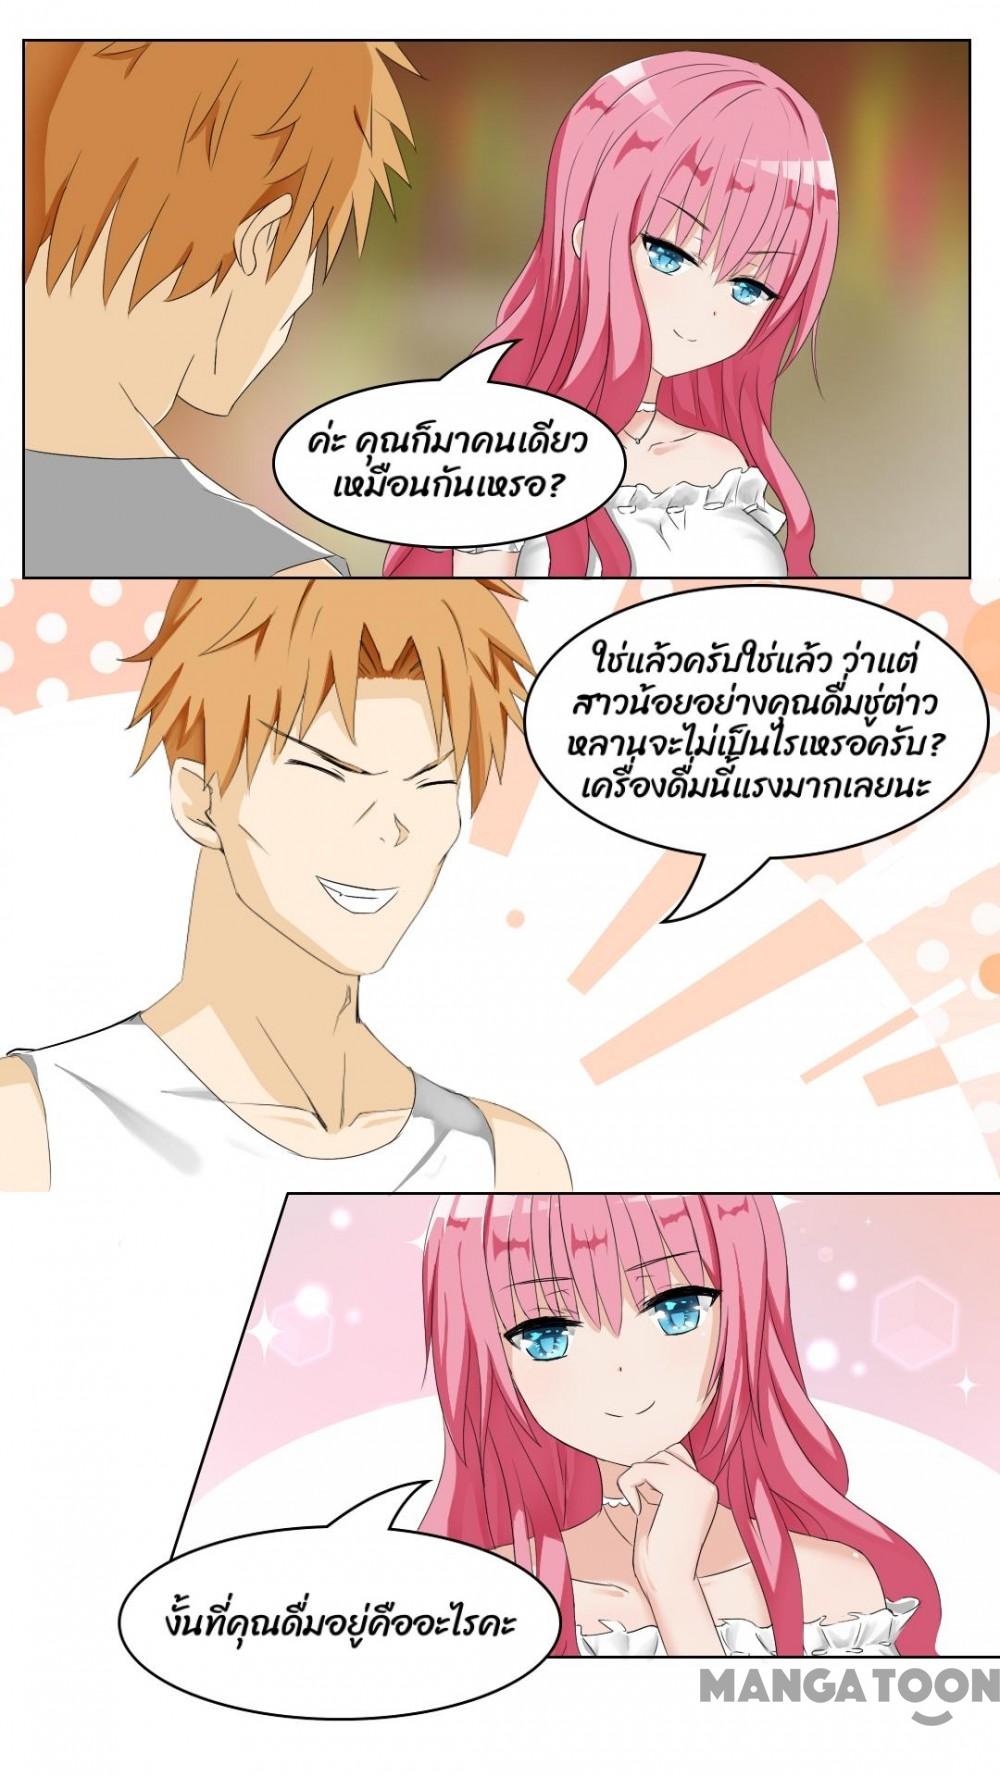 ค่ะ คุณก็มาคนเดียว
เหมือนกันเหรอ?
ใช่แล้วครับใช่แล้ว ว่าแต่
สาวน้อยอย่างคุณดื่มชู่ต่าว
หลานจะไม่เป็นไรเหรอครับ?
เครื่องดื่มนี้แรงมากเลยนะ
งั้นที่คุณดื่มอยู่คืออะไรคะ
MANGATOON